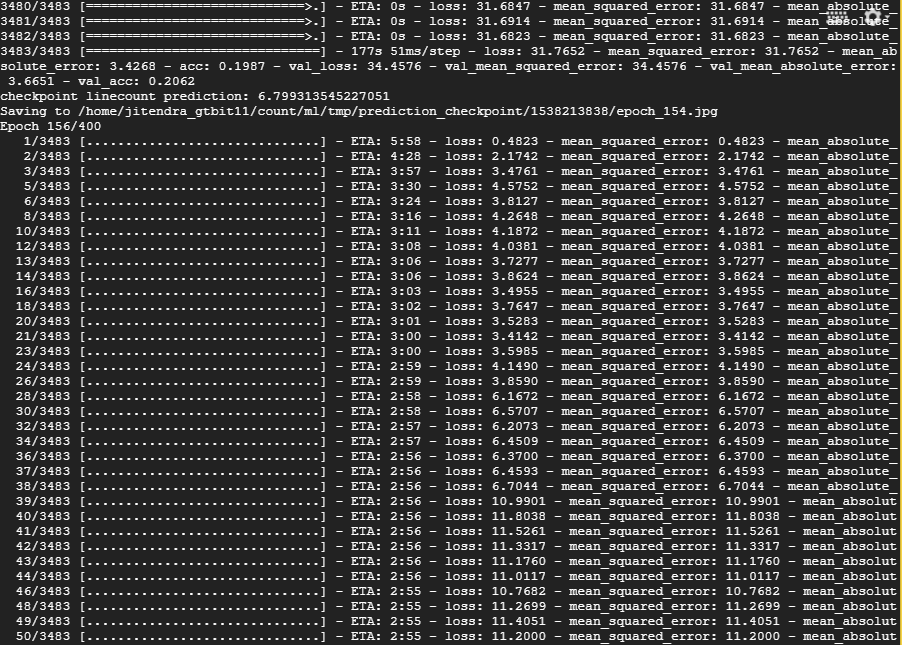 3480/3483 [==============================>.] - ETA: 0s - loss: 31.6847 - mean_squared_error: 31.6847 - mean_absolute_
3481/3483 [==============================>.] - ETA: 0s - loss: 31.6914 - mean_squared_error: 31.6914 - mean_absolute_
3482/3483 [==============================>.] - ETA: 0s - loss: 31.6823 - mean_squared_error: 31.6823 - mean_absolute_
3483/3483 [==============================] - 177s 51ms/step - loss: 31.7652 - mean_squared_error: 31.7652 - mean_ab
solute_error: 3.4268 - acc: 0.1987 - val_loss: 34.4576 - val_mean_squared_error: 34.4576 - val_mean_absolute_error:
3.6651 - val_acc: 0.2062
checkpoint linecount prediction: 6.799313545227051
Saving to /home/jitendra_gtbit11/count/ml/tmp/prediction_checkpoint/1538213838/epoch_154.jpg
Epoch 156/400
1/3483 [..............................] - ETA: 5:58 - loss: 0.4823 - mean_squared_error: 0.4823 - mean_absolute_
2/3483 [..............................] - ETA: 4:28 - loss: 2.1742 - mean_squared_error: 2.1742 - mean_absolute_
3/3483 [..............................] - ETA: 3:57 - loss: 3.4761 - mean_squared_error: 3.4761 - mean_absolute_
5/3483 [..............................] - ETA: 3:30 - loss: 4.5752 - mean_squared_error: 4.5752 - mean_absolute_
6/3483 [..............................] - ETA: 3:24 - loss: 3.8127 - mean_squared_error: 3.8127 - mean_absolute_
8/3483 [..............................] - ETA: 3:16 - loss: 4.2648 - mean_squared_error: 4.2648 - mean_absolute_
10/3483 [..............................] - ETA: 3:11 - loss: 4.1872 - mean_squared_error: 4.1872 - mean_absolute_
12/3483 [..............................] - ETA: 3:08 - loss: 4.0381 - mean_squared_error: 4.0381 - mean_absolute_
13/3483 [..............................] - ETA: 3:06 - loss: 3.7277 - mean_squared_error: 3.7277 - mean_absolute_
14/3483 [..............................] - ETA: 3:06 - loss: 3.8624 - mean_squared_error: 3.8624 - mean_absolute_
16/3483 [..............................] - ETA: 3:03 - loss: 3.4955 - mean_squared_error: 3.4955 - mean_absolute_
18/3483 [..............................] - ETA: 3:02 - loss: 3.7647 - mean_squared_error: 3.7647 - mean_absolute_
20/3483 [..............................] - ETA: 3:01 - loss: 3.5283 - mean_squared_error: 3.5283 - mean_absolute_
21/3483 [..............................] - ETA: 3:00 - loss: 3.4142 - mean_squared_error: 3.4142 - mean_absolute_
23/3483 [..............................] - ETA: 3:00 - loss: 3.5985 - mean_squared_error: 3.5985 - mean_absolute_
24/3483 [..............................] - ETA: 2:59 - loss: 4.1490 - mean_squared_error: 4.1490 - mean_absolute_
26/3483 [..............................] - ETA: 2:59 - loss: 3.8590 - mean_squared_error: 3.8590 - mean_absolute_
28/3483 [..............................] - ETA: 2:58 - loss: 6.1672 - mean_squared_error: 6.1672 - mean_absolute_
30/3483 [..............................] - ETA: 2:58 - loss: 6.5707 - mean_squared_error: 6.5707 - mean_absolute_
32/3483 [..............................] - ETA: 2:57 - loss: 6.2073 - mean_squared_error: 6.2073 - mean_absolute_
34/3483 [..............................] - ETA: 2:57 - loss: 6.4509 - mean_squared_error: 6.4509 - mean_absolute_
36/3483 [..............................] - ETA: 2:56 - loss: 6.3700 - mean_squared_error: 6.3700 - mean_absolute_
37/3483 [..............................] - ETA: 2:56 - loss: 6.4593 - mean_squared_error: 6.4593 - mean_absolute_
38/3483 [..............................] - ETA: 2:56 - loss: 6.7044 - mean_squared_error: 6.7044 - mean_absolute_
39/3483 [..............................] - ETA: 2:56 - loss: 10.9901 - mean_squared_error: 10.9901 - mean_absolut
40/3483 [..............................] - ETA: 2:56 - loss: 11.8038 - mean_squared_error: 11.8038 - mean_absolut
41/3483 [..............................] - ETA: 2:56 - loss: 11.5261 - mean_squared_error: 11.5261 - mean_absolut
42/3483 [..............................] - ETA: 2:56 - loss: 11.3317 - mean_squared_error: 11.3317 - mean_absolut
43/3483 [..............................] - ETA: 2:56 - loss: 11.1760 - mean_squared_error: 11.1760 - mean_absolut
44/3483 [..............................] - ETA: 2:56 - loss: 11.0117 - mean_squared_error: 11.0117 - mean_absolut
46/3483 [..............................] - ETA: 2:55 - loss: 10.7682 - mean_squared_error: 10.7682 - mean_absolut
48/3483 [..............................] - ETA: 2:55 - loss: 11.2699 - mean_squared_error: 11.2699 - mean_absolut
49/3483 [..............................] - ETA: 2:55 - loss: 11.4051 - mean_squared_error: 11.4051 - mean_absolut
50/3483 [..............................] - ETA: 2:55 - loss: 11.2000 - mean_squared_error: 11.2000 - mean_absolut